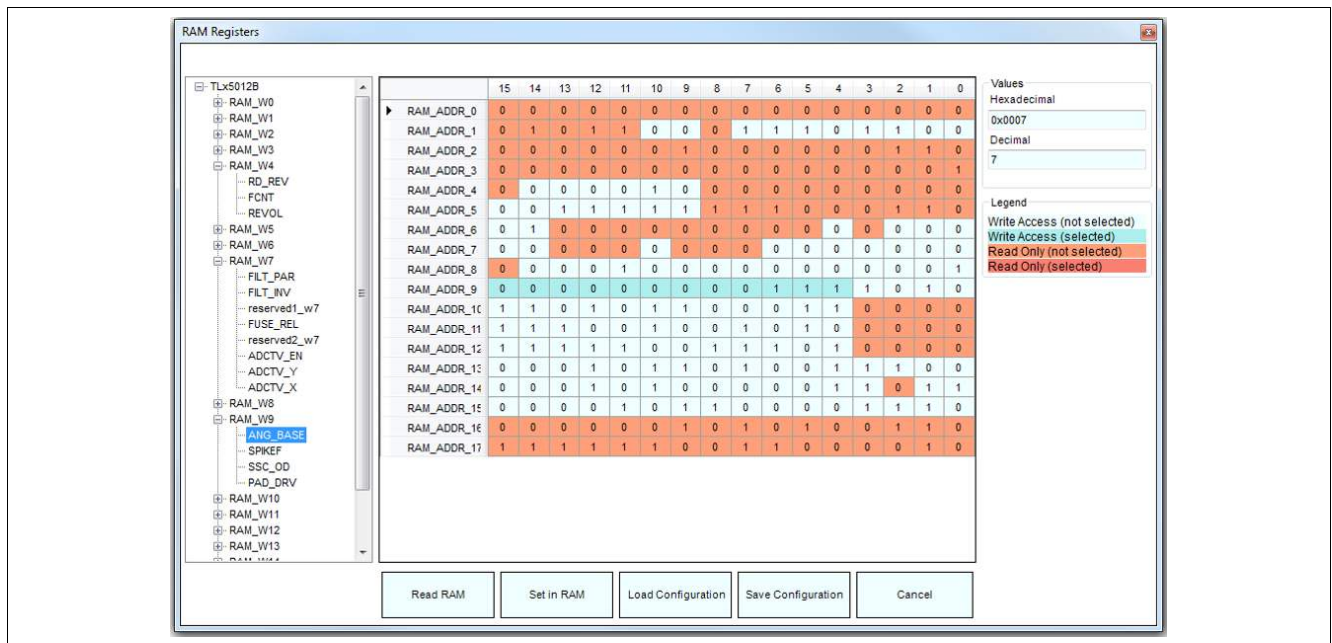 RAM Registers
TLx5012B
RAM_W0
RAM_W1
RAM_W2
RAM_W3
RAM_W4
RD_REV
FCNT
REVOL
RAM_W5
RAM_W6
RAM_W7
FILT_PAR
FILT_INV
reserved1_w7
FUSE_REL
reserved2_w7
ADCTV_EN
ADCTV_Y
ADCTV_X
RAM_W8
RAM_W9
ANG_BASE
SPIKEF
SSC_OD
PAD_DRV
RAM_W10
RAM_W11
RAM_W12
RAM_W13
15 14 13 12 11 10 9 8 7 6 5 4 3 2 1 0
RAM_ADDR_0 0 0 0 0 0 0 0 0 0 0 0 0 0 0 0 0
RAM_ADDR_1 0 1 0 1 1 0 0 0 1 1 1 0 1 1 0 0
RAM_ADDR_2 0 0 0 0 0 0 1 0 0 0 0 0 0 1 1 0
RAM_ADDR_3 0 0 0 0 0 0 0 0 0 0 0 0 0 0 0 1
RAM_ADDR_4 0 0 0 0 0 1 0 0 0 0 0 0 0 0 0 0
RAM_ADDR_5 0 0 1 1 1 1 1 1 1 1 0 0 0 1 1 0
RAM_ADDR_6 0 1 0 0 0 0 0 0 0 0 0 0 0 0 0 0
RAM_ADDR_7 0 0 0 0 0 0 0 0 0 0 0 0 0 0 0 0
RAM_ADDR_8 0 0 0 0 1 0 0 0 0 0 0 0 0 0 0 1
RAM_ADDR_9 0 0 0 0 0 0 0 0 0 1 1 1 1 0 1 0
RAM_ADDR_10 1 1 0 1 0 1 1 0 0 0 1 1 0 0 0 0
RAM_ADDR_11 1 1 1 0 0 1 0 0 1 0 1 0 0 0 0 0
RAM_ADDR_12 1 1 1 1 1 0 0 1 1 1 0 1 0 0 0 0
RAM_ADDR_13 0 0 0 1 0 1 1 0 1 0 0 1 1 1 0 0
RAM_ADDR_14 0 0 0 1 0 1 0 0 0 0 0 1 1 0 1 1
RAM_ADDR_15 0 0 0 0 1 0 1 1 0 0 0 0 1 1 1 0
RAM_ADDR_16 0 0 0 0 0 0 1 0 1 0 1 0 0 1 1 0
RAM_ADDR_17 1 1 1 1 1 1 0 0 1 1 0 0 0 0 1 0
Values
Hexadecimal
0x0007
Decimal
7
Legend
Write Access (not selected)
Write Access (selected)
Read Only (not selected)
Read Only (selected)
Read RAM
Set in RAM
Load Configuration
Save Configuration
Cancel